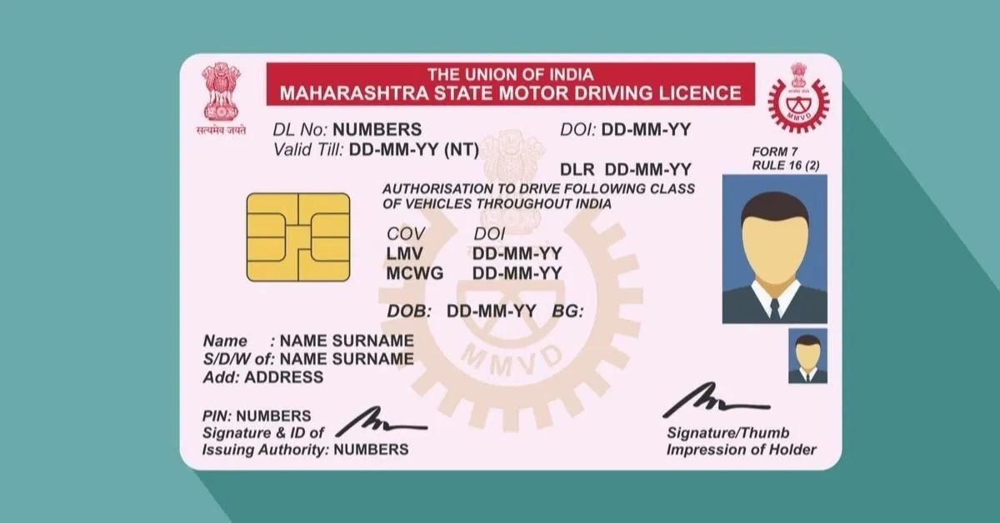 THE UNION OF INDIA
MAHARASHTRA STATE MOTOR DRIVING LICENCE
सत्यमेव जयते
MMVD
DL No: NUMBERS
DOI: DD-MM-YY
Valid Till: DD-MM-YY (NT)
FORM 7
RULE 16 (2)
DLR DD-MM-YY
AUTHORISATION TO DRIVE FOLLOWING CLASS
OF VEHICLES THROUGHOUT INDIA
COV DOI
LMV DD-MM-YY
MCWG DD-MM-YY
DOB: DD-MM-YY BG:
MMVD
Name : NAME SURNAME
S/D/W of: NAME SURNAME
Add: ADDRESS
PIN: NUMBERS
Signature & ID of
Issuing Authority: NUMBERS
Signature/Thumb
Impression of Holder